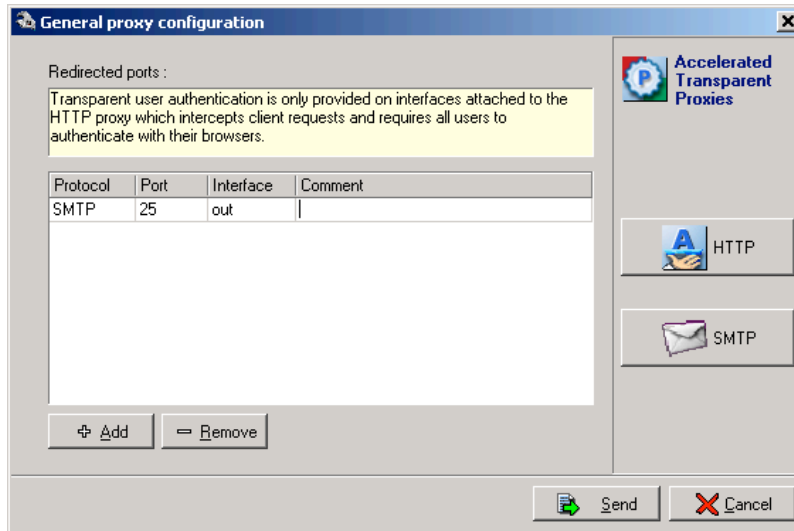 General proxy configuration
Redirected ports :
Transparent user authentication is only provided on interfaces attached to the
HTTP proxy which intercepts client requests and requires all users to
authenticate with their browsers.
Protocol Port Interface Comment
SMTP 25 out
Add Remove
Accelerated
Transparent
Proxies
P
A HTTP
SMTP
Send Cancel